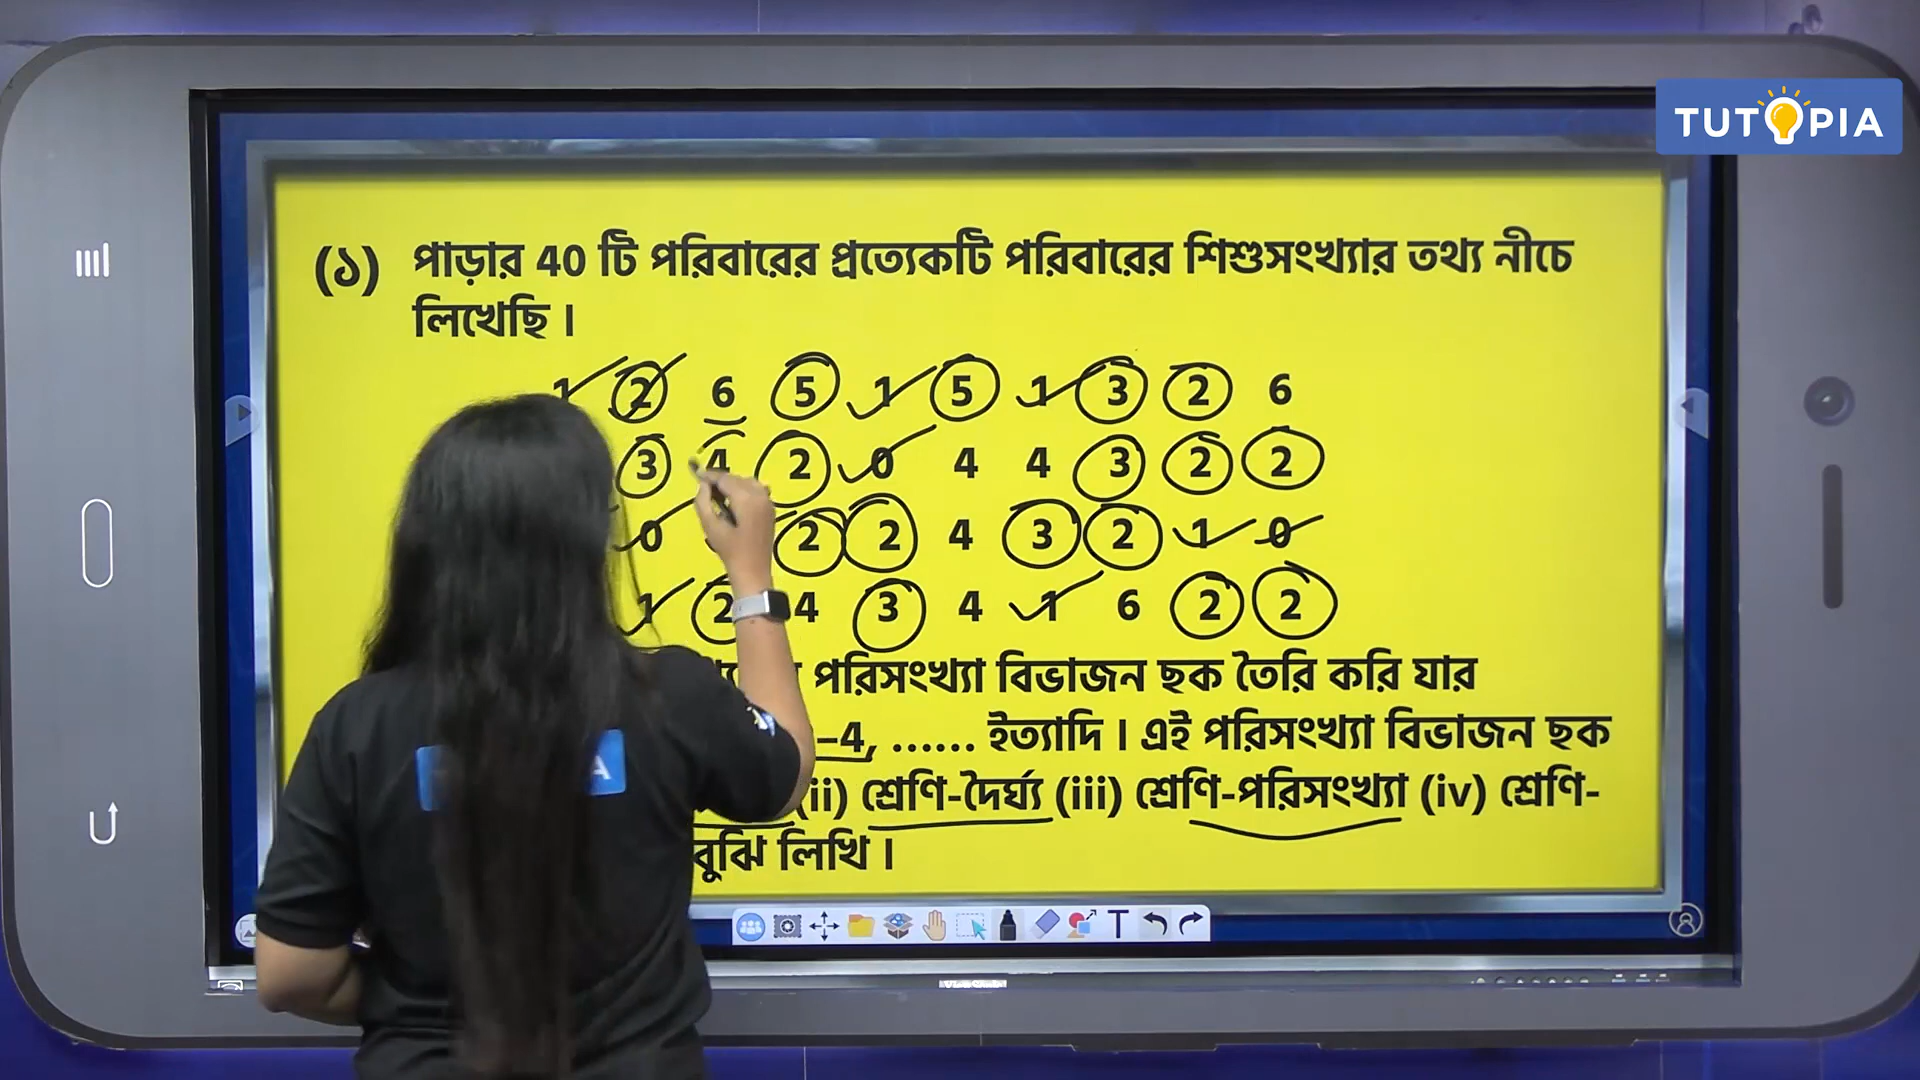 TUTOPIA
(১) পাড়ার 40 টি পরিবারের প্রত্যেকটি পরিবারের শিশুসংখ্যার তথ্য নীচে
লিখেছি ।
1 2 6 5 1 5 1 3 2 6
3 4 2 0 4 4 3 2 2
0 2 2 4 3 2 1 0
1 2 4 3 4 1 6 2 2
পরিসংখ্যা বিভাজন ছক তৈরি করি যার
–4, ...... ইত্যাদি । এই পরিসংখ্যা বিভাজন ছক
(ii) শ্রেণি-দৈর্ঘ্য (iii) শ্রেণি-পরিসংখ্যা (iv) শ্রেণি-
বুঝি লিখি ।
A
T